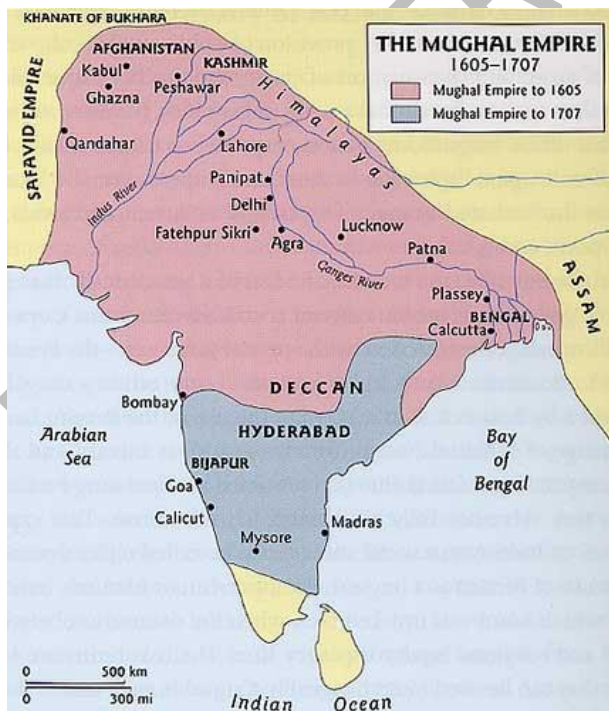 KHANATE OF BUKHARA
THE MUGHAL EMPIRE
1605–1707
Mughal Empire to 1605
Mughal Empire to 1707
AFGHANISTAN
KASHMIR
Kabul
Peshawar
Ghazna
Himalayas
SAFAVID EMPIRE
Qandahar
Lahore
Indus River
Panipat
Delhi
Fatehpur Sikri
Agra
Lucknow
Ganges River
Patna
ASSAM
Plassey
BENGAL
Calcutta
DECCAN
Bombay
HYDERABAD
Arabian
Sea
Bay
of
Bengal
BIJAPUR
Goa
Calicut
Mysore
Madras
0 500 km
0 300 mi
Indian Ocean